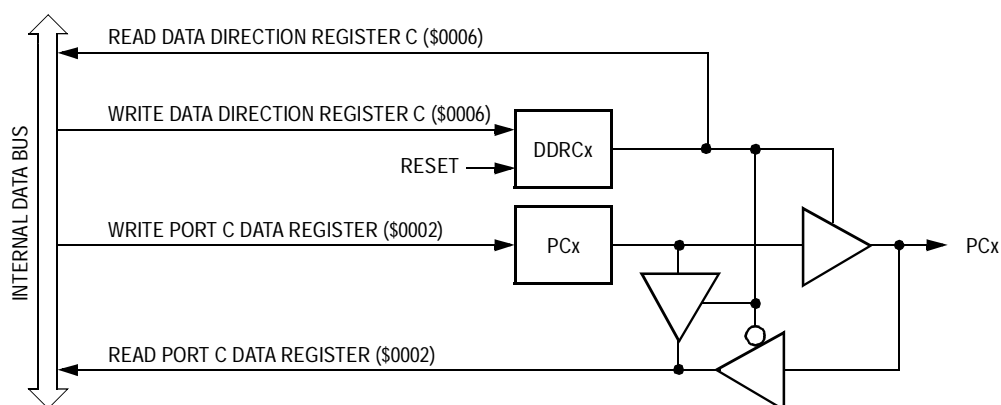 READ DATA DIRECTION REGISTER C ($0006)
WRITE DATA DIRECTION REGISTER C ($0006)
DDRCx
RESET
INTERNAL DATA BUS
WRITE PORT C DATA REGISTER ($0002)
PCx
PCx
READ PORT C DATA REGISTER ($0002)